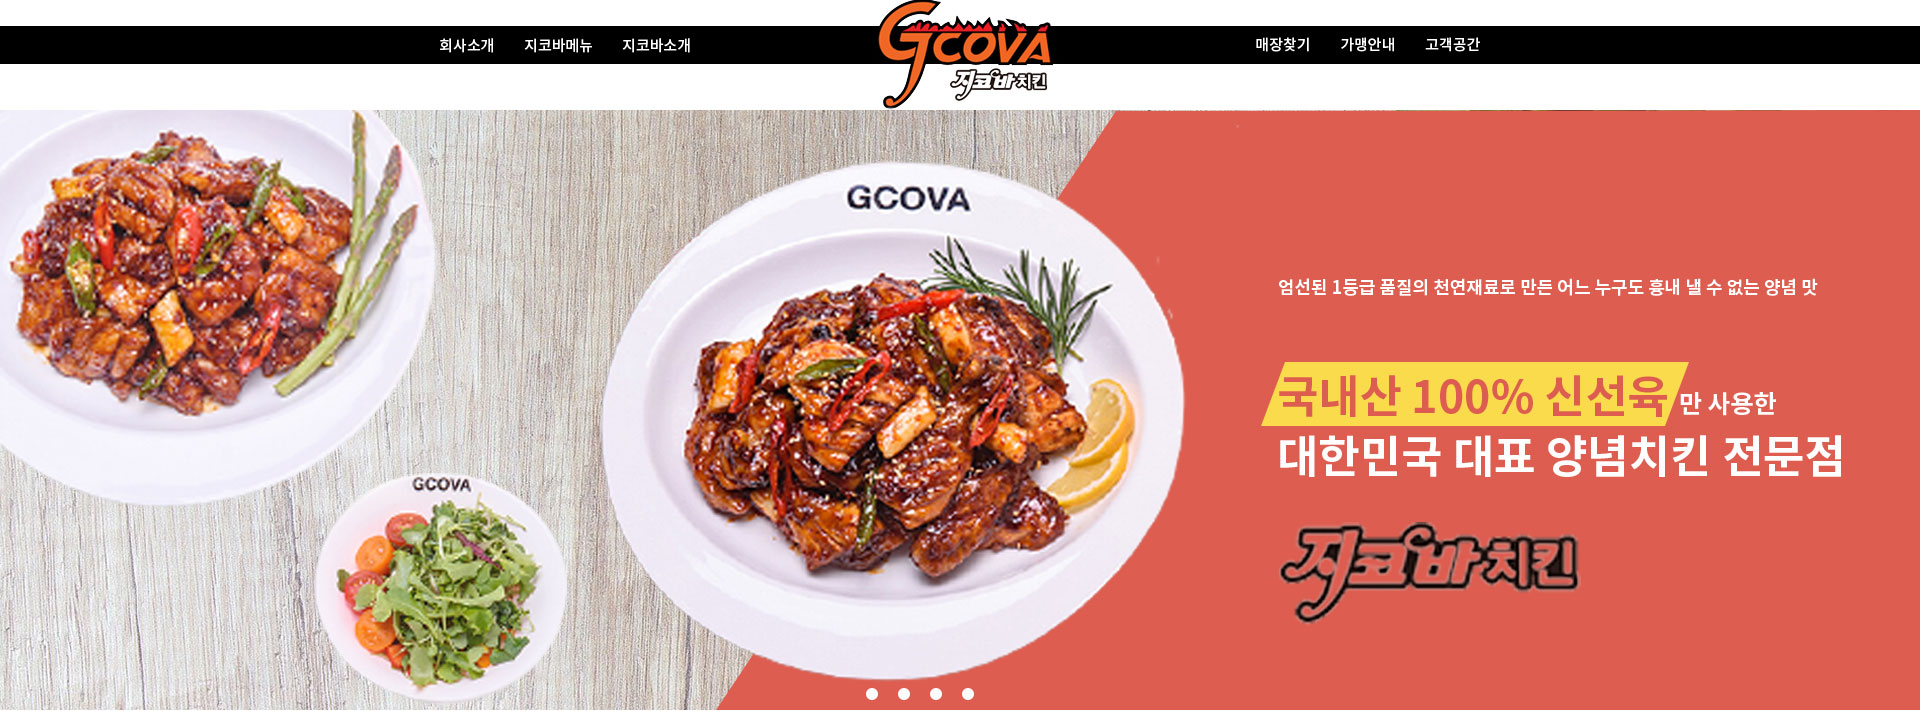 회사소개 지코바메뉴 지코바소개
GCOVA
지코바치킨
매장찾기 가맹안내 고객공간
GCOVA
GCOVA
엄선된 1등급 품질의 천연재료로 만든 어느 누구도 흉내 낼 수 없는 양념 맛
국내산 100% 신선육만 사용한
대한민국 대표 양념치킨 전문점
지코바치킨